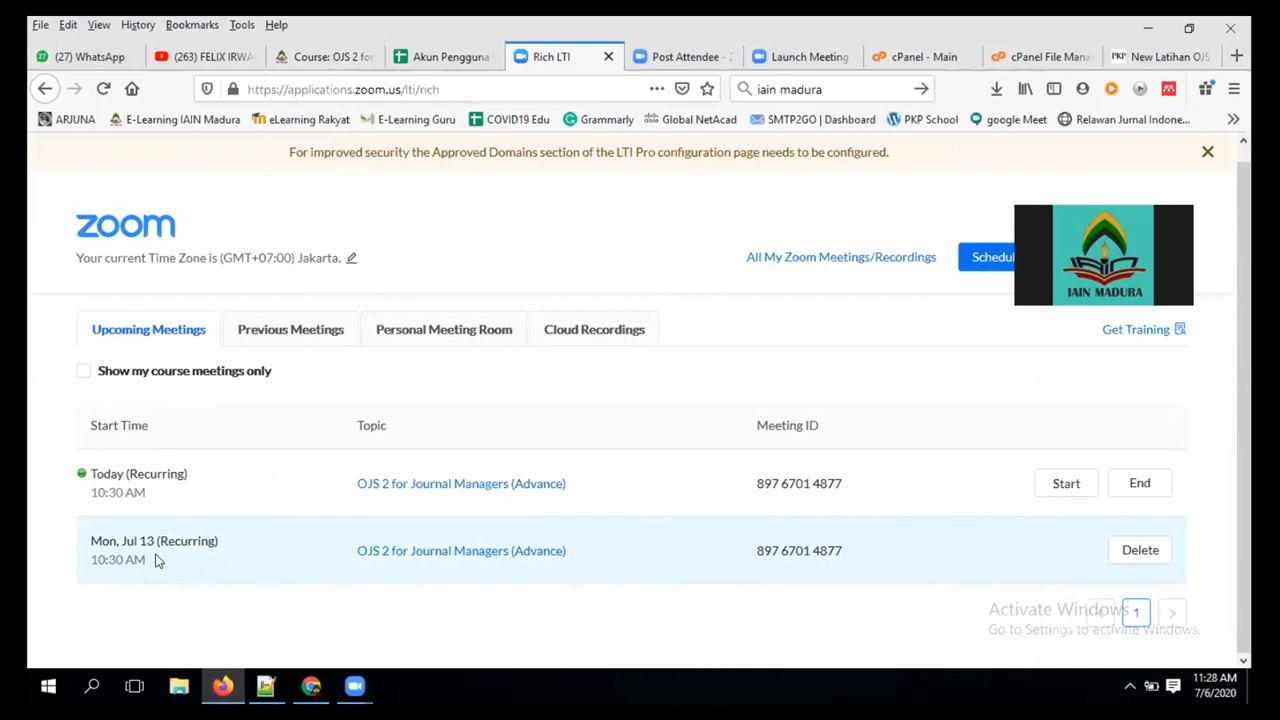 File Edit View History Bookmarks Tools Help
(27) WhatsApp
(263) FELIX IRWA
Course: OJS 2 fo
Akun Pengguna
Rich LTI
Post Attendee -
Launch Meeting
cPanel - Main
cPanel File Mana
New Latihan OJS
https://applications.zoom.us/lti/rich
iain madura
ARJUNA
E-Learning IAIN Madura
eLearning Rakyat
E-Learning Guru
COVID19 Edu
Grammarly
Global NetAcad
SMTP2GO | Dashboard
PKP School
google Meet
Relawan Jurnal Indone...
For improved security the Approved Domains section of the LTI Pro configuration page needs to be configured.
zoom
Your current Time Zone is (GMT+07:00) Jakarta.
All My Zoom Meetings/Recordings
Schedul
IAIN MADURA
Upcoming Meetings
Previous Meetings
Personal Meeting Room
Cloud Recordings
Get Training
Show my course meetings only
Start Time
Topic
Meeting ID
Today (Recurring)
10:30 AM
OJS 2 for Journal Managers (Advance)
897 6701 4877
Start
End
Mon, Jul 13 (Recurring)
10:30 AM
OJS 2 for Journal Managers (Advance)
897 6701 4877
Delete
1
Activate Windows
Go to Settings to activate Windows.
11:28 AM
7/6/2020